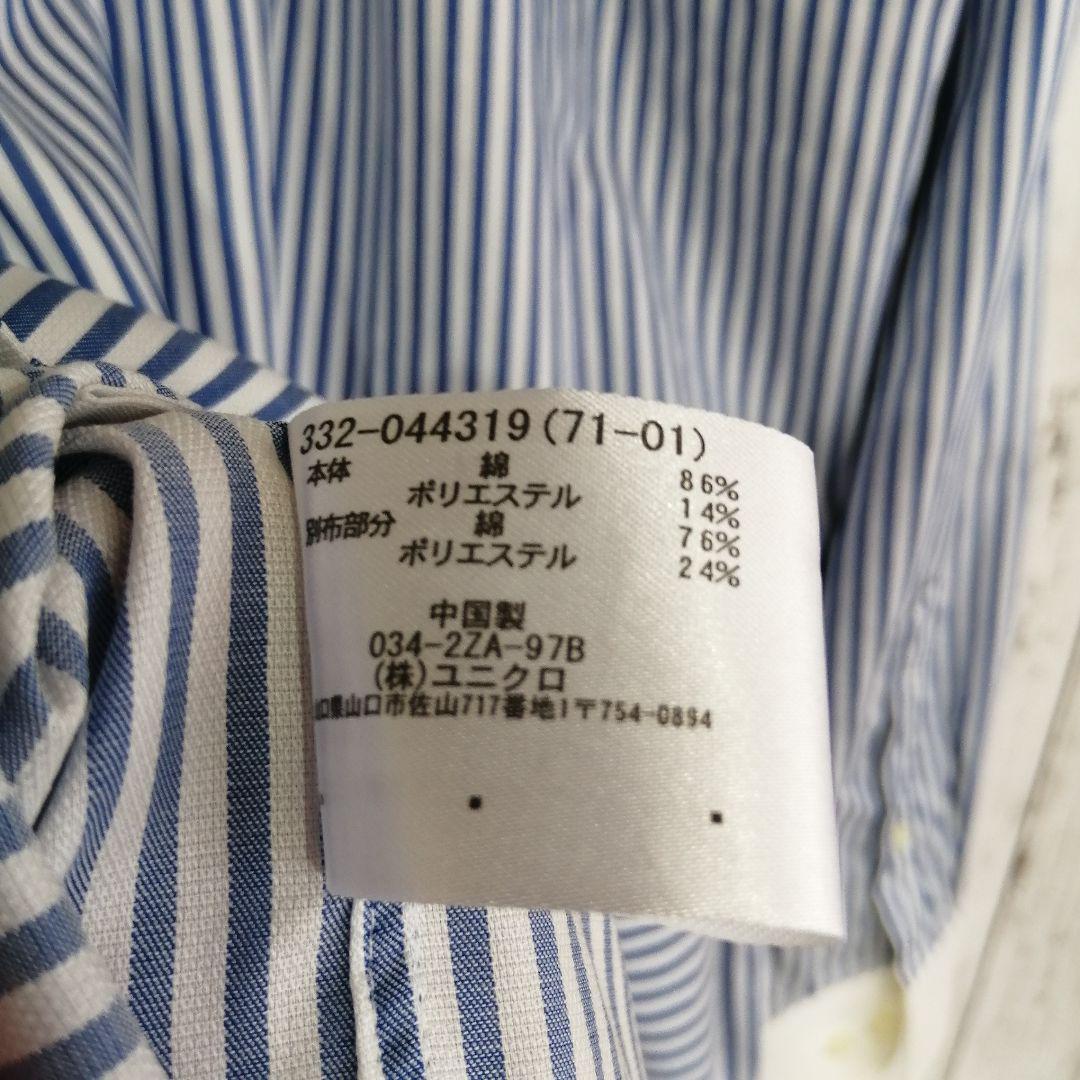 332-044319(71-01)
本体 綿 86%
ポリエステル 14%
別布部分 綿 76%
ポリエステル 24%
中国製
034-2ZA-97B
(株)ユニクロ
口県山口市佐山717番地1〒754-0894